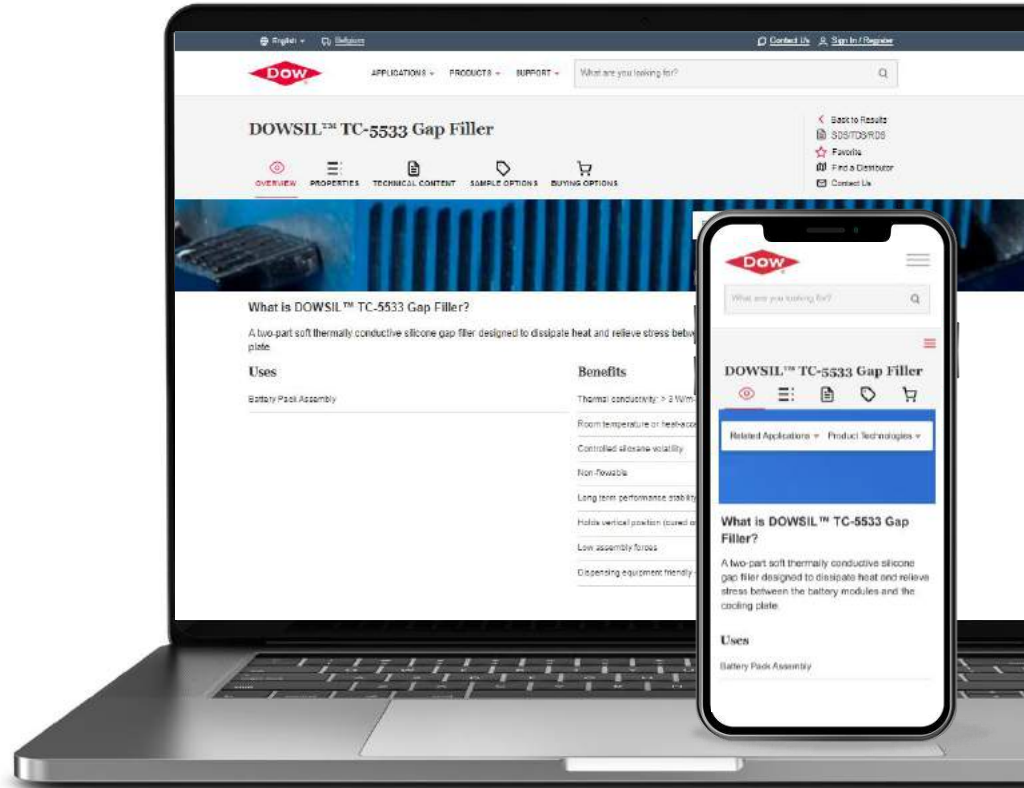 English
Belgium
Contact Us
Sign In / Register
Dow
APPLICATIONS
PRODUCTS
SUPPORT
What are you looking for?
DOWSIL™ TC-5533 Gap Filler
Back to Results
SDS/TDS/RDS
Favorite
Find a Distributor
Contact Us
OVERVIEW
PROPERTIES
TECHNICAL CONTENT
SAMPLE OPTIONS
BUYING OPTIONS
What is DOWSIL™ TC-5533 Gap Filler?
A two-part soft thermally conductive silicone gap filler designed to dissipate heat and relieve stress betw
plate
Uses
Battery Pack Assembly
Benefits
Thermal conductivity: > 2 W/m-
Room temperature or heat-acce
Controlled siloxane volatility
Non-flowable
Long term performance stability
Holds vertical position (cured o
Low assembly forces
Dispensing equipment friendly
Dow
What are you looking for?
DOWSIL™ TC-5533 Gap Filler
Related Applications
Product Technologies
What is DOWSIL™ TC-5533 Gap
Filler?
A two-part soft thermally conductive silicone
gap filler designed to dissipate heat and relieve
stress between the battery modules and the
cooling plate.
Uses
Battery Pack Assembly